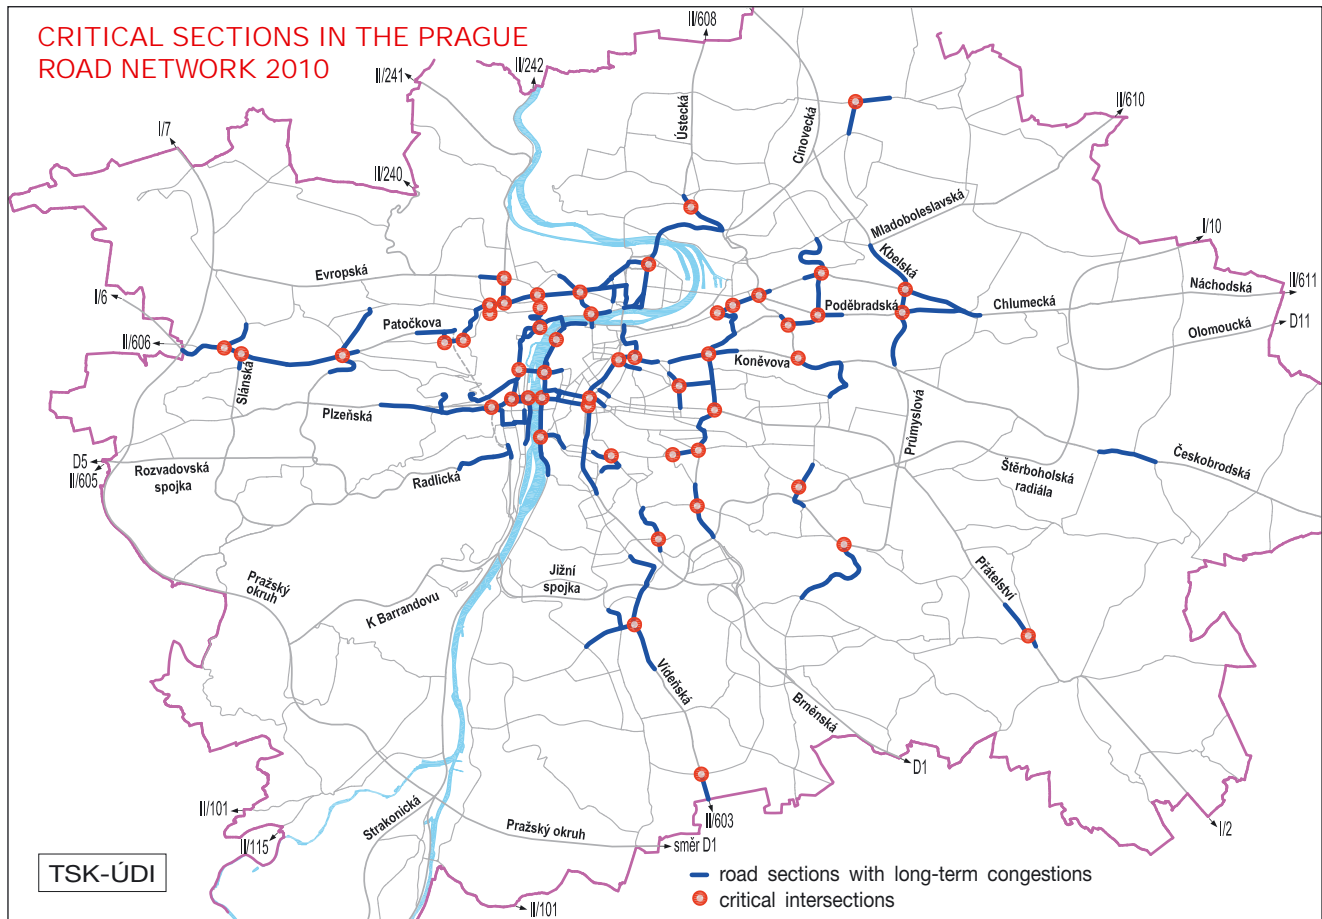 CRITICAL SECTIONS IN THE PRAGUE
ROAD NETWORK 2010
II/608
II/241
II/242
II/610
I/7
Ústecká
Cínovecká
II/240
Mladoboleslavská
I/10
Kbelská
Evropská
II/611
I/6
Náchodská
Chlumecká
Poděbradská
Patočkova
Olomoucká
D11
II/606
Koněvova
Slánská
Plzeňská
Průmyslová
D5
II/605
Rozvadovská
spojka
Radlická
Štěrboholská
radiála
Českobrodská
Pražský
okruh
Jižní
spojka
Přátelství
K Barrandovu
Vídeňská
Brněnská
D1
II/101
II/115
Strakonická
Pražský okruh
směr D1
II/603
I/2
II/101
TSK-ÚDI
road sections with long-term congestions
critical intersections